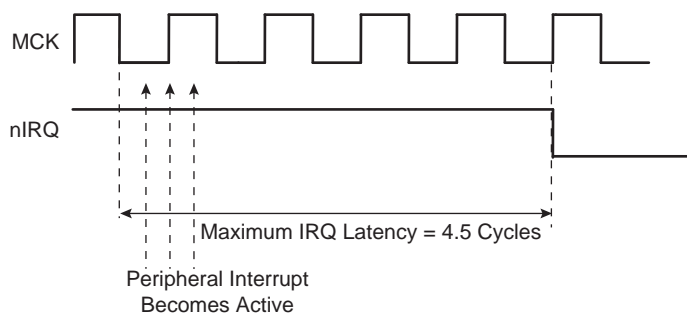 MCK
nIRQ
Maximum IRQ Latency = 4.5 Cycles
Peripheral Interrupt
Becomes Active